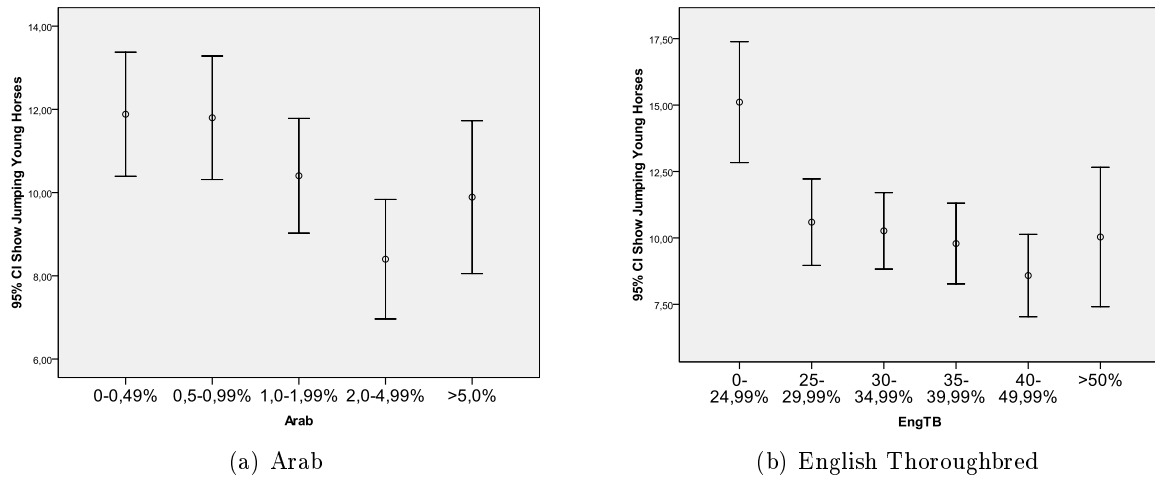 95% CI Show Jumping Young Horses
14,00
12,00
10,00
8,00
6,00
0-0,49% 0,5-0,99% 1,0-1,99% 2,0-4,99% >5,0%
Arab
(a) Arab
95% CI Show Jumping Young Horses
17,50
15,00
12,50
10,00
7,50
0- 25- 30- 35- 40- >50%
24,99% 29,99% 34,99% 39,99% 49,99%
EngTB
(b) English Thoroughbred